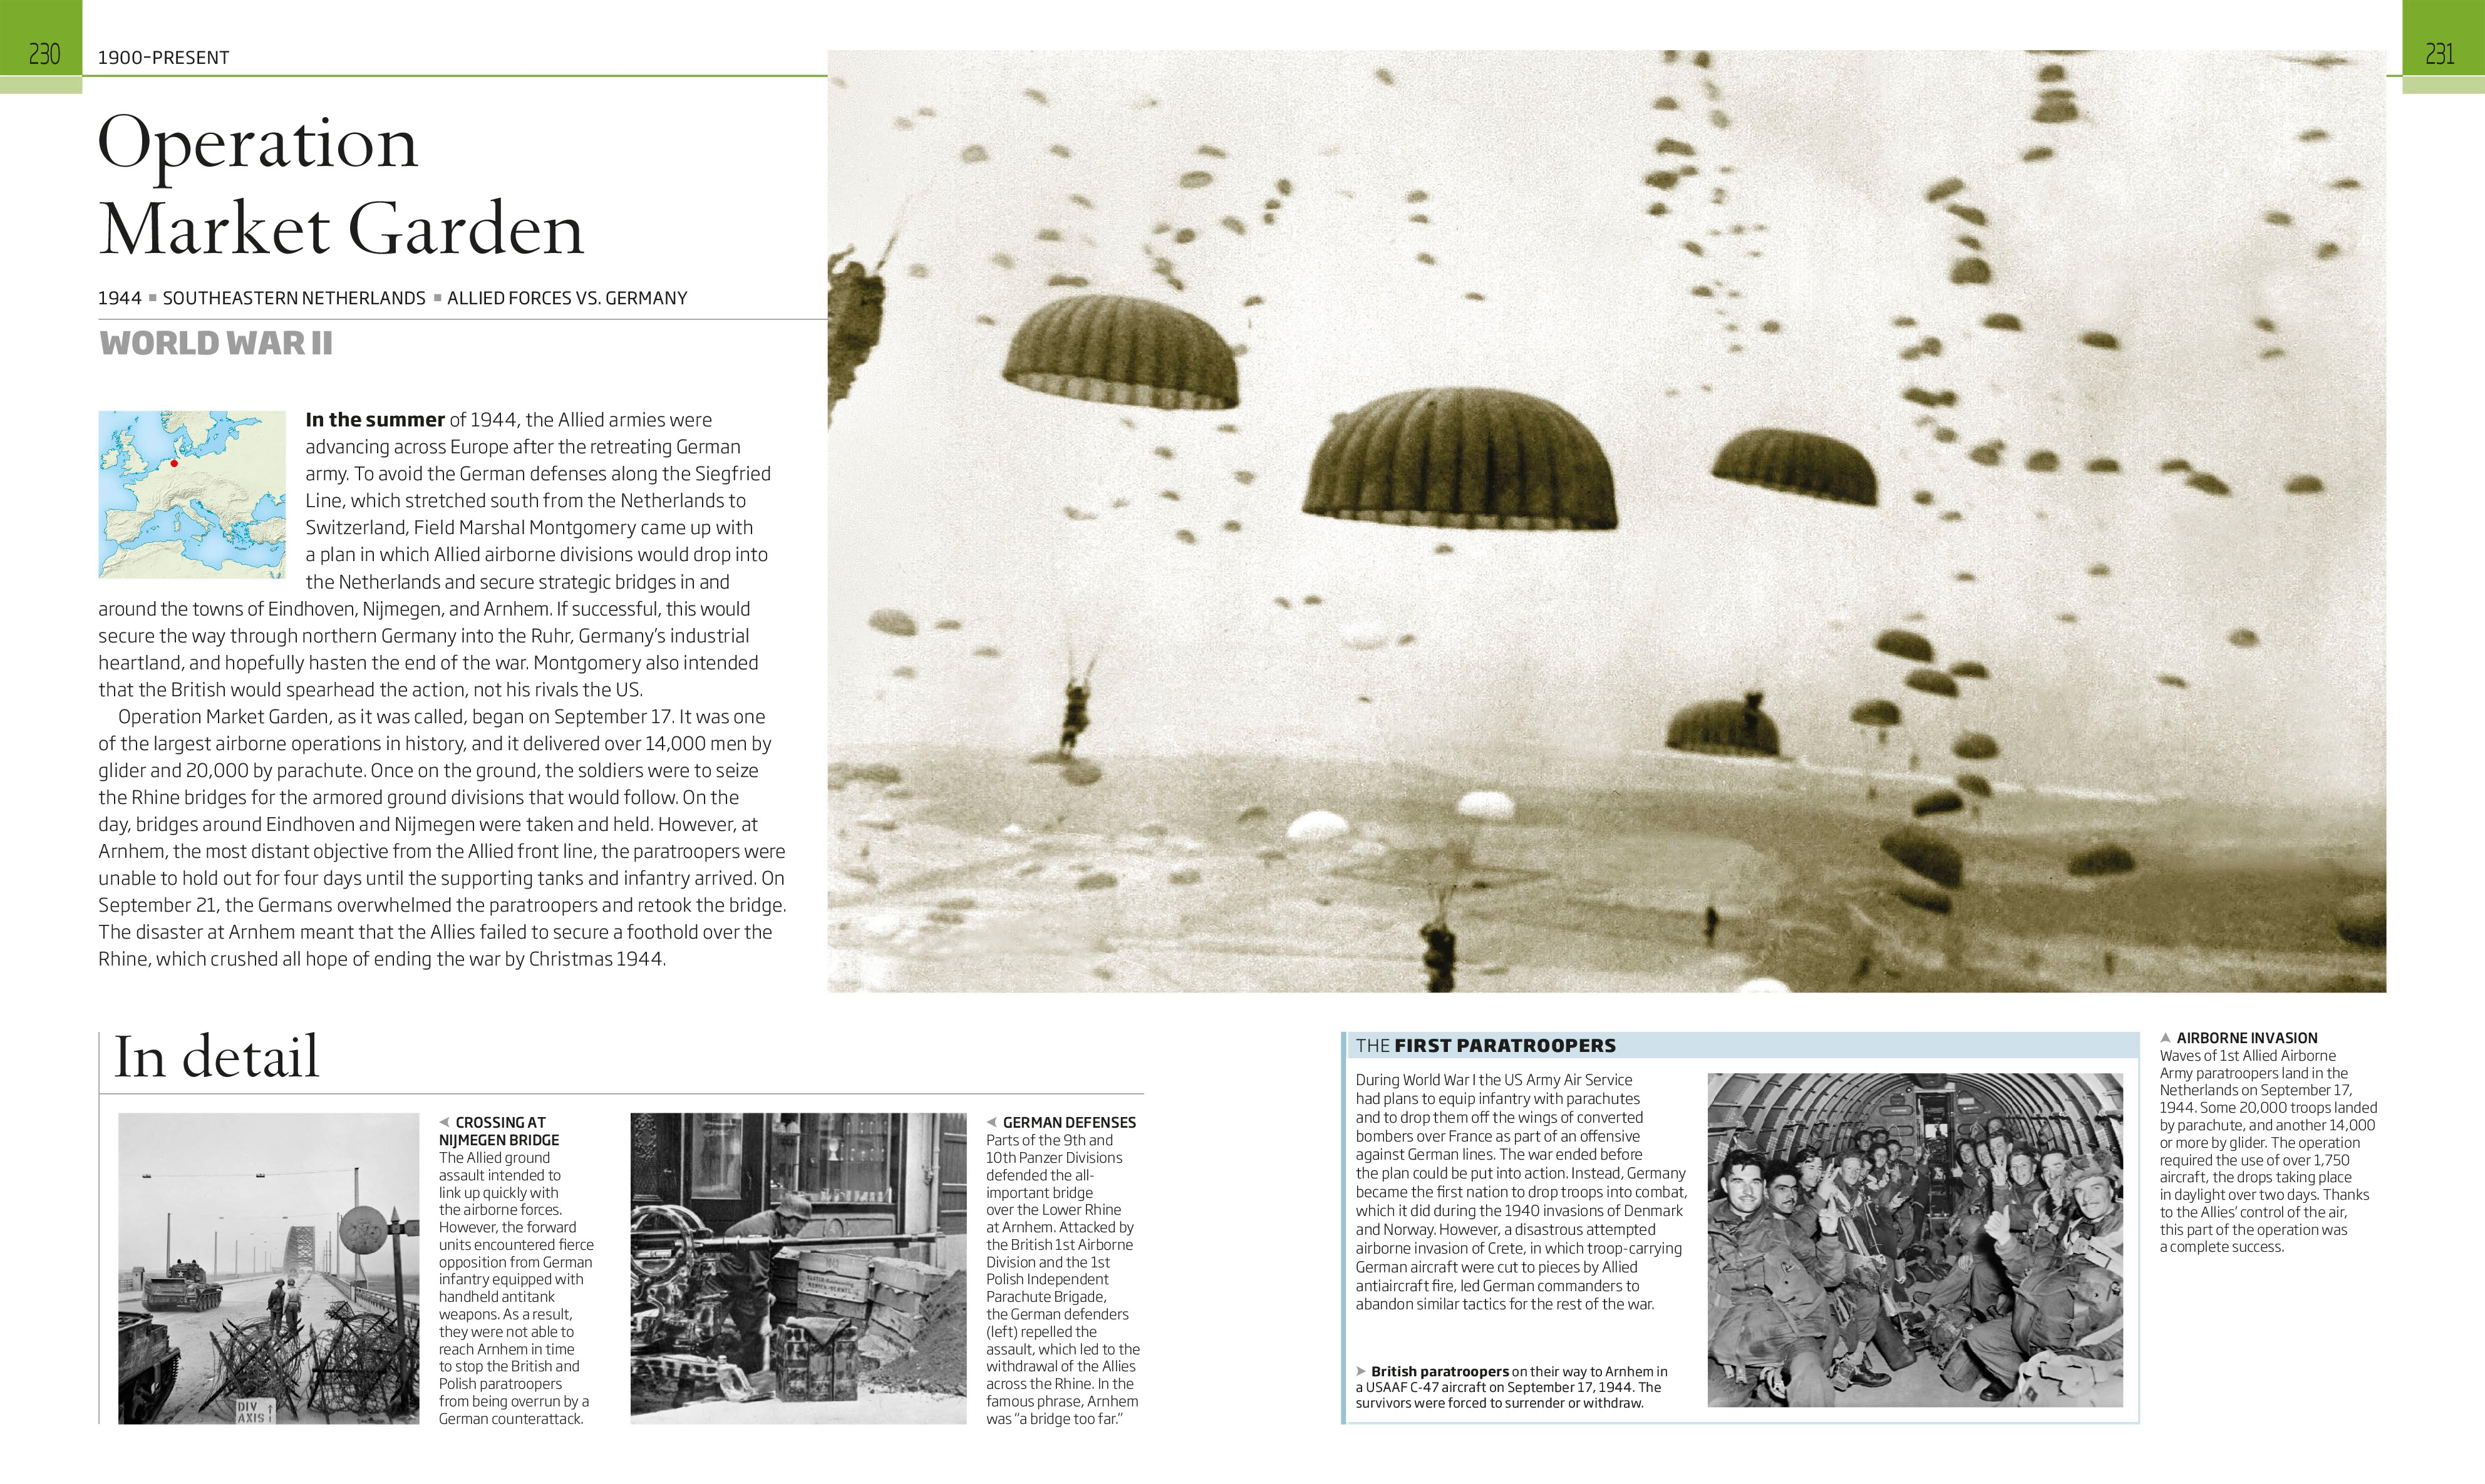 230
1900–PRESENT
231
Operation
Market Garden
1944 ■ SOUTHEASTERN NETHERLANDS ■ ALLIED FORCES VS. GERMANY
WORLD WAR II
In the summer of 1944, the Allied armies were
advancing across Europe after the retreating German
army. To avoid the German defenses along the Siegfried
Line, which stretched south from the Netherlands to
Switzerland, Field Marshal Montgomery came up with
a plan in which Allied airborne divisions would drop into
the Netherlands and secure strategic bridges in and
around the towns of Eindhoven, Nijmegen, and Arnhem. If successful, this would
secure the way through northern Germany into the Ruhr, Germany’s industrial
heartland, and hopefully hasten the end of the war. Montgomery also intended
that the British would spearhead the action, not his rivals the US.
Operation Market Garden, as it was called, began on September 17. It was one
of the largest airborne operations in history, and it delivered over 14,000 men by
glider and 20,000 by parachute. Once on the ground, the soldiers were to seize
the Rhine bridges for the armored ground divisions that would follow. On the
day, bridges around Eindhoven and Nijmegen were taken and held. However, at
Arnhem, the most distant objective from the Allied front line, the paratroopers were
unable to hold out for four days until the supporting tanks and infantry arrived. On
September 21, the Germans overwhelmed the paratroopers and retook the bridge.
The disaster at Arnhem meant that the Allies failed to secure a foothold over the
Rhine, which crushed all hope of ending the war by Christmas 1944.
In detail
DIV
AXIS
CROSSING AT
NIJMEGEN BRIDGE
The Allied ground
assault intended to
link up quickly with
the airborne forces.
However, the forward
units encountered fierce
opposition from German
infantry equipped with
handheld antitank
weapons. As a result,
they were not able to
reach Arnhem in time
to stop the British and
Polish paratroopers
from being overrun by a
German counterattack.
GERMAN DEFENSES
Parts of the 9th and
10th Panzer Divisions
defended the all-
important bridge
over the Lower Rhine
at Arnhem. Attacked by
the British 1st Airborne
Division and the 1st
Polish Independent
Parachute Brigade,
the German defenders
(left) repelled the
assault, which led to the
withdrawal of the Allies
across the Rhine. In the
famous phrase, Arnhem
was “a bridge too far.”
THE FIRST PARATROOPERS
During World War I the US Army Air Service
had plans to equip infantry with parachutes
and to drop them off the wings of converted
bombers over France as part of an offensive
against German lines. The war ended before
the plan could be put into action. Instead, Germany
became the first nation to drop troops into combat,
which it did during the 1940 invasions of Denmark
and Norway. However, a disastrous attempted
airborne invasion of Crete, in which troop-carrying
German aircraft were cut to pieces by Allied
antiaircraft fire, led German commanders to
abandon similar tactics for the rest of the war.
British paratroopers on their way to Arnhem in
a USAAF C-47 aircraft on September 17, 1944. The
survivors were forced to surrender or withdraw.
AIRBORNE INVASION
Waves of 1st Allied Airborne
Army paratroopers land in the
Netherlands on September 17,
1944. Some 20,000 troops landed
by parachute, and another 14,000
or more by glider. The operation
required the use of over 1,750
aircraft, the drops taking place
in daylight over two days. Thanks
to the Allies’ control of the air,
this part of the operation was
a complete success.